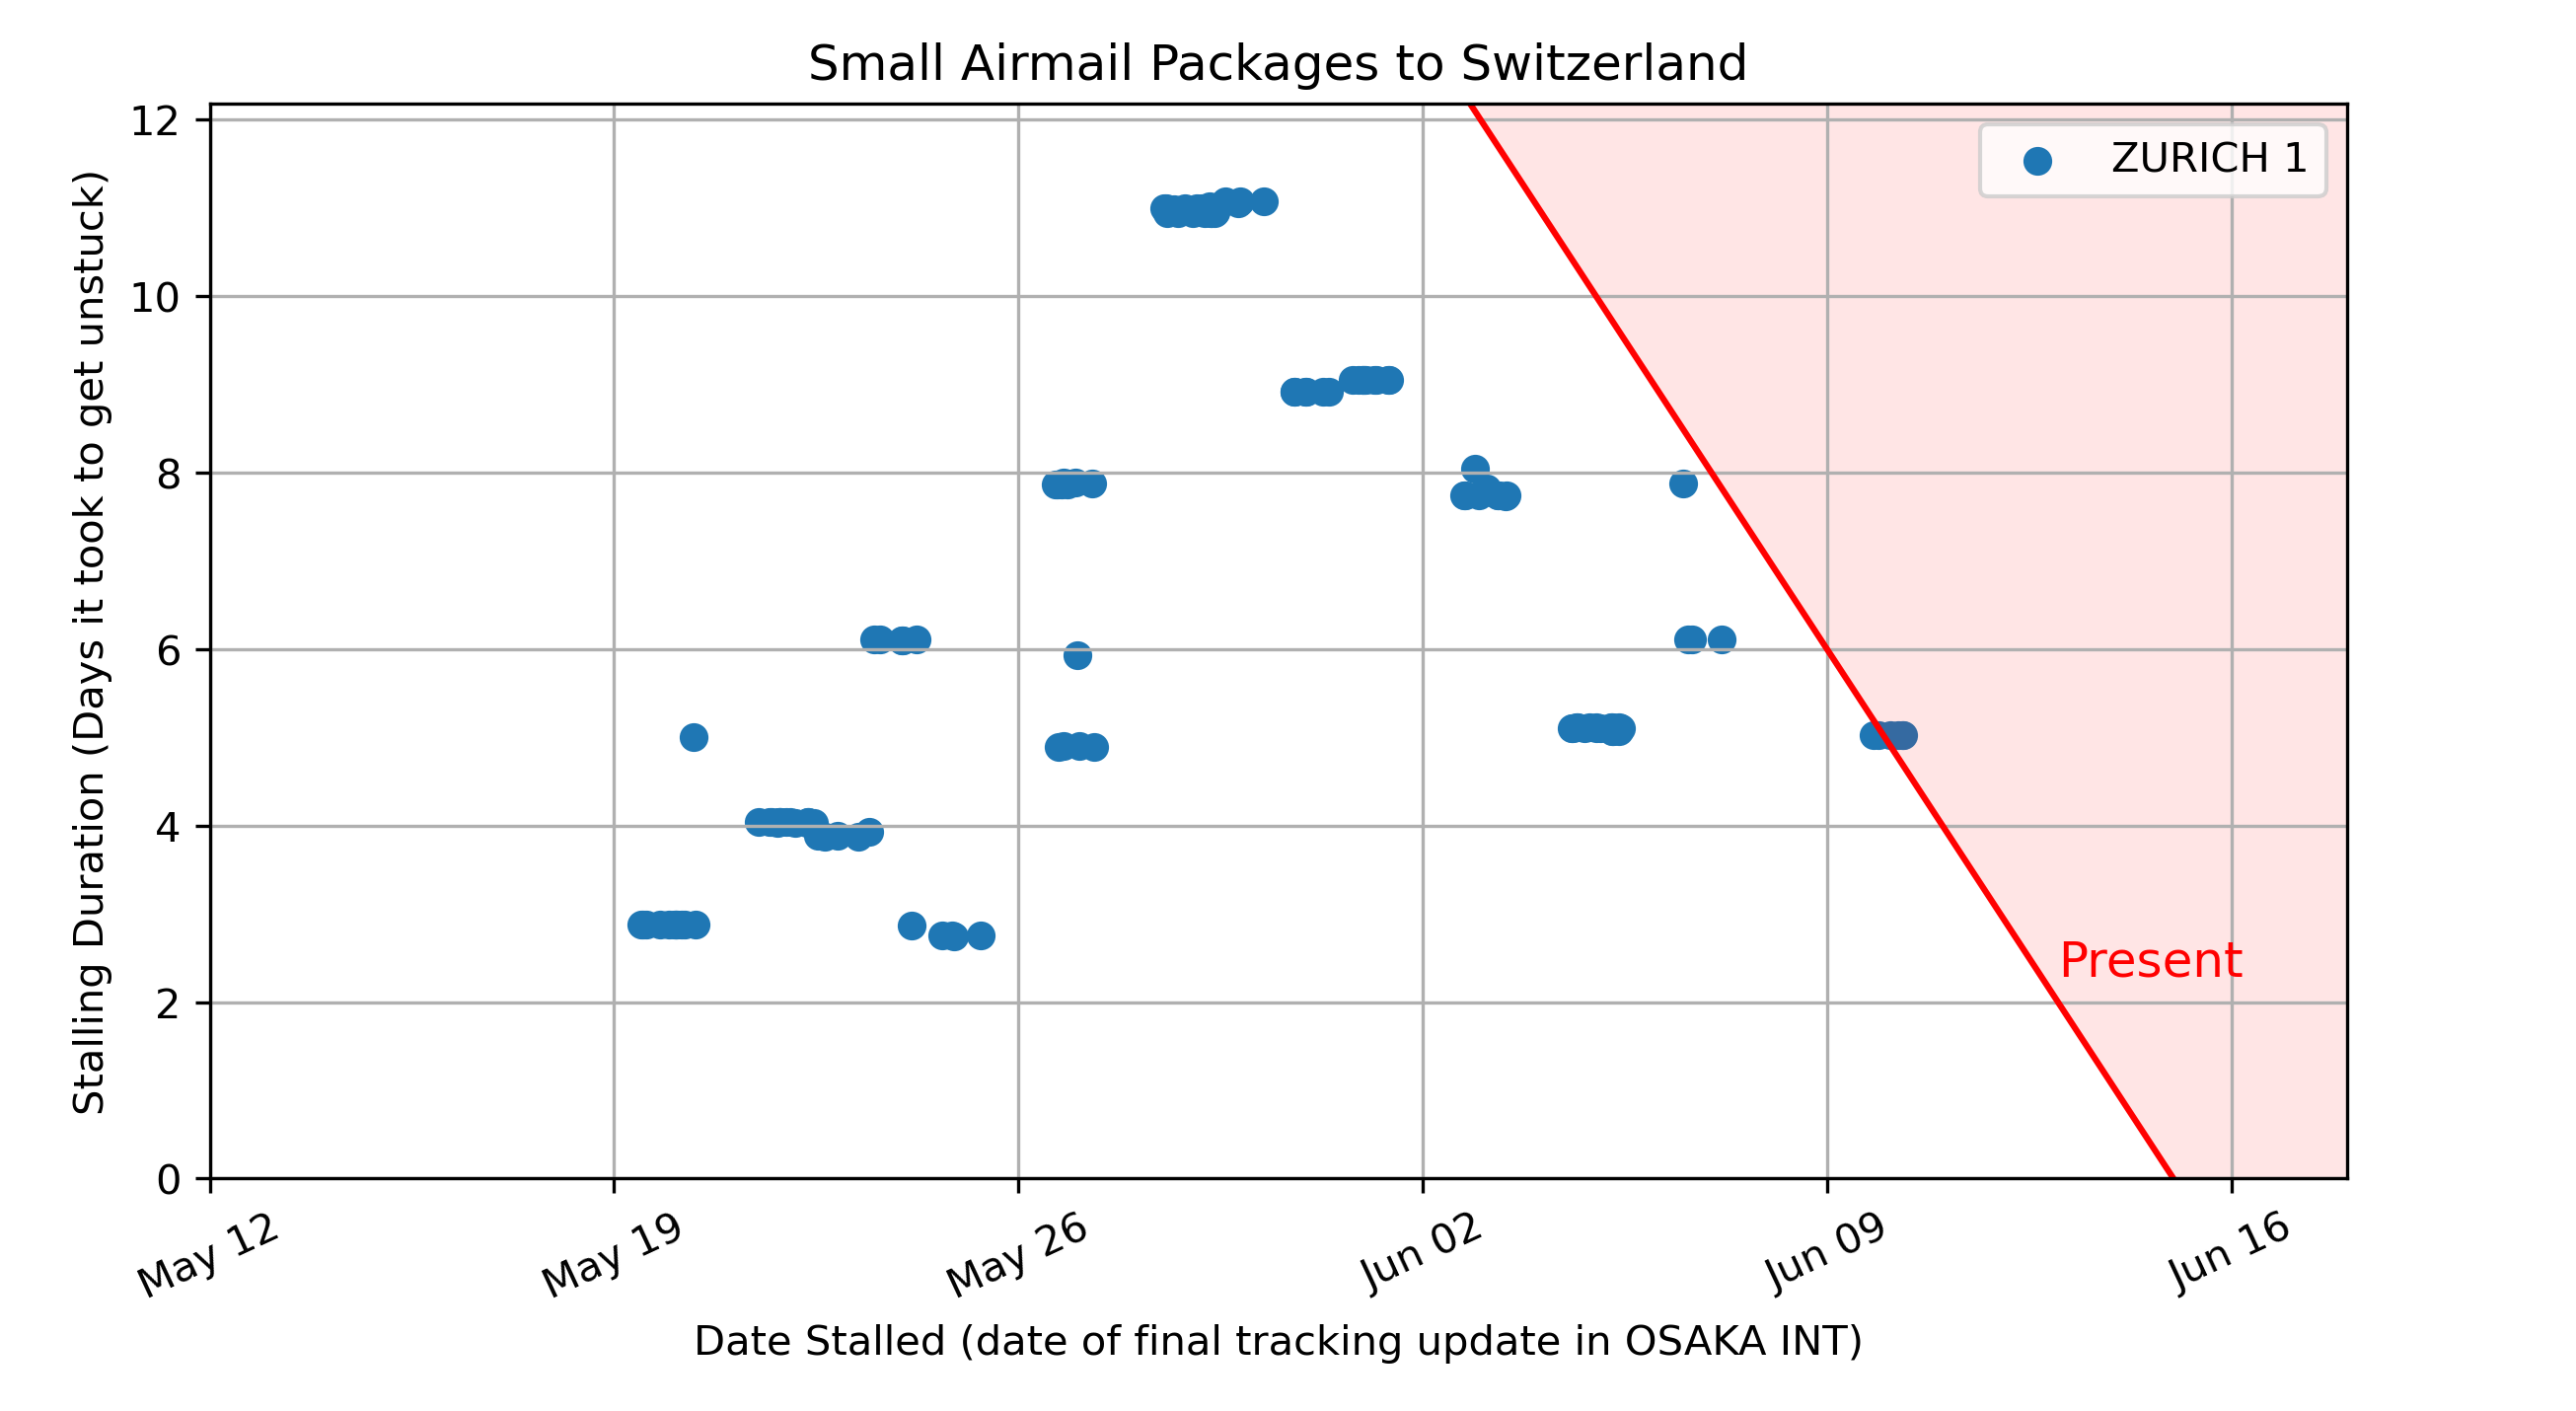 Small Airmail Packages to Switzerland
Stalling Duration (Days it took to get unstuck)
12
10
8
6
4
2
0
ZURICH 1
Present
May 12
May 19
May 26
Jun 02
Jun 09
Jun 16
Date Stalled (date of final tracking update in OSAKA INT)